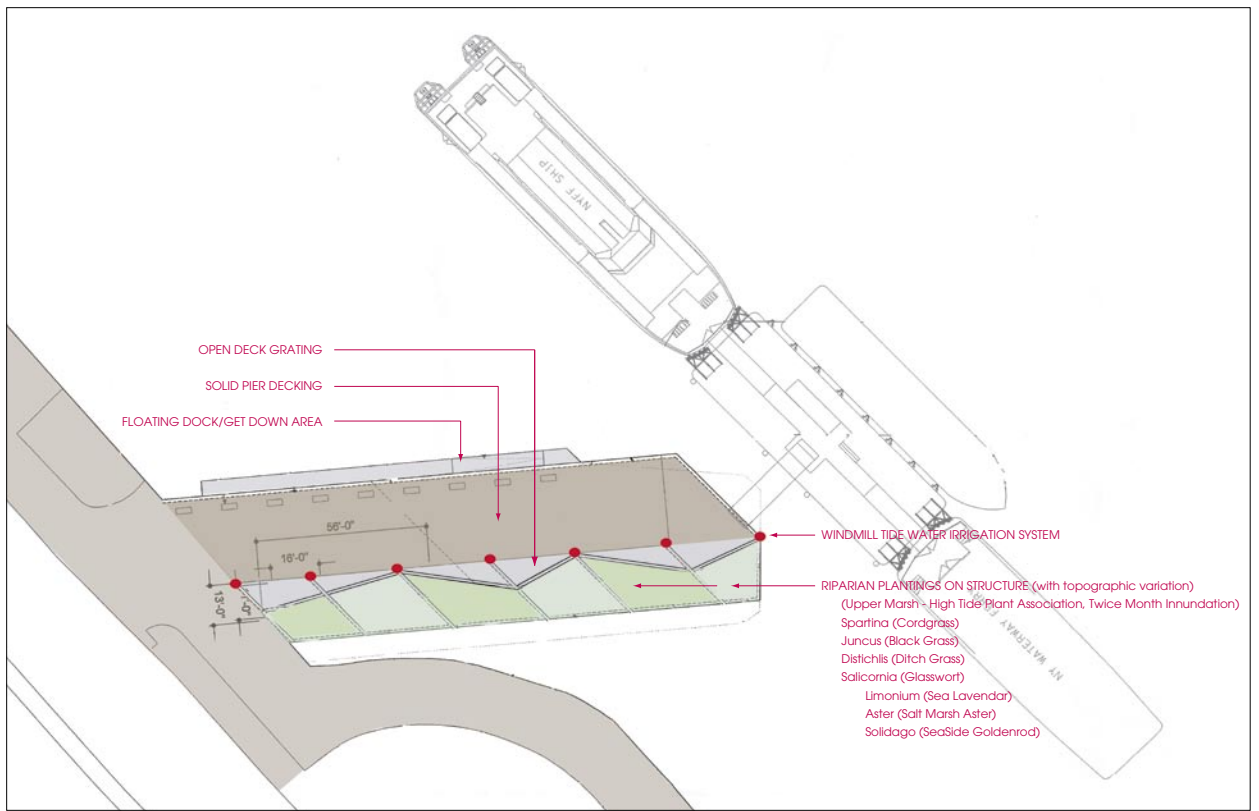 NYFF SHIP
OPEN DECK GRATING
SOLID PIER DECKING
FLOATING DOCK/GET DOWN AREA
56'-0"
16'-0"
13'-0"
WINDMILL TIDE WATER IRRIGATION SYSTEM
RIPARIAN PLANTINGS ON STRUCTURE (with topographic variation)
(Upper Marsh - High Tide Plant Association, Twice Month Innundation)
Spartina (Cordgrass)
Juncus (Black Grass)
Distichlis (Ditch Grass)
Salicornia (Glasswort)
Limonium (Sea Lavendar)
Aster (Salt Marsh Aster)
Solidago (SeaSide Goldenrod)
NY WATERWAY